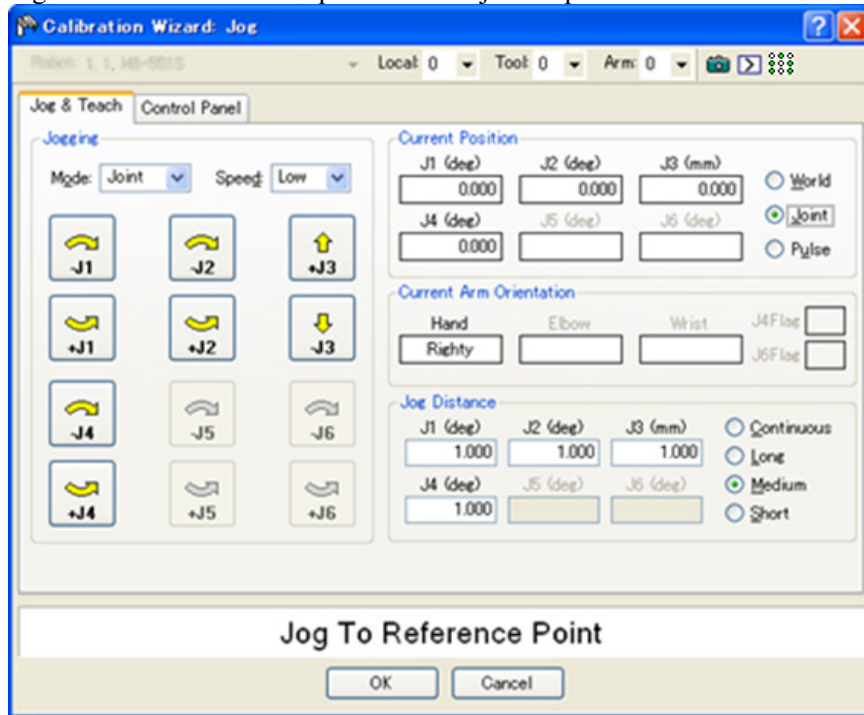 Calibration Wizard: Jog
Local: 0 Tool: 0 Arm: 0
Jog & Teach Control Panel
Jogging
Mode: Joint Speed: Low
-J1 -J2 +J3
+J1 +J2 -J3
-J4 -J5 -J6
+J4 +J5 +J6
Current Position
J1 (deg) J2 (deg) J3 (mm)
0.000 0.000 0.000
J4 (deg) J5 (deg) J6 (deg)
0.000
World
Joint
Pulse
Current Arm Orientation
Hand Elbow Wrist J4Flag
Righty J6Flag
Jog Distance
J1 (deg) J2 (deg) J3 (mm)
1.000 1.000 1.000
J4 (deg) J5 (deg) J6 (deg)
1.000
Continuous
Long
Medium
Short
Jog To Reference Point
OK Cancel